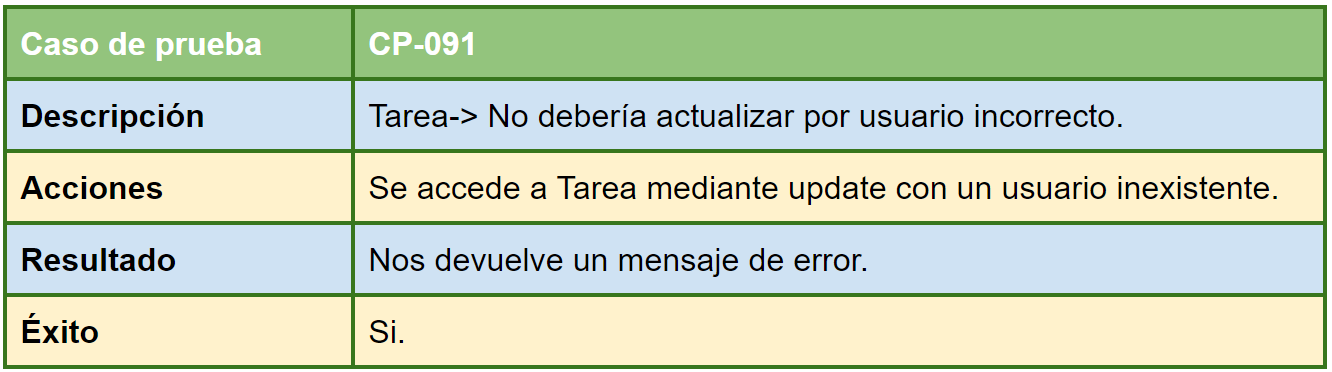 Caso de prueba CP-091
Descripción Tarea-> No debería actualizar por usuario incorrecto.
Acciones Se accede a Tarea mediante update con un usuario inexistente.
Resultado Nos devuelve un mensaje de error.
Éxito Si.